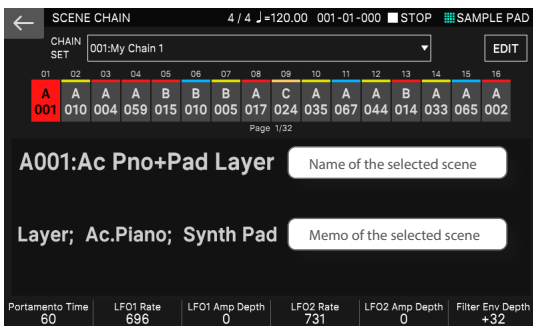 SCENE CHAIN 4 / 4 ♩=120.00 001-01-000 STOP SAMPLE PAD
CHAIN SET 001:My Chain 1 EDIT
01 02 03 04 05 06 07 08 09 10 11 12 13 14 15 16
A A A A B B B B C A A A B A A A
001 010 004 059 015 010 005 017 024 035 067 044 014 033 065 002
Page 1/32
A001:Ac Pno+Pad Layer Name of the selected scene
Layer; Ac.Piano; Synth Pad Memo of the selected scene
Portamento Time LFO1 Rate LFO1 Amp Depth LFO2 Rate LFO2 Amp Depth Filter Env Depth
60 696 0 731 0 +32